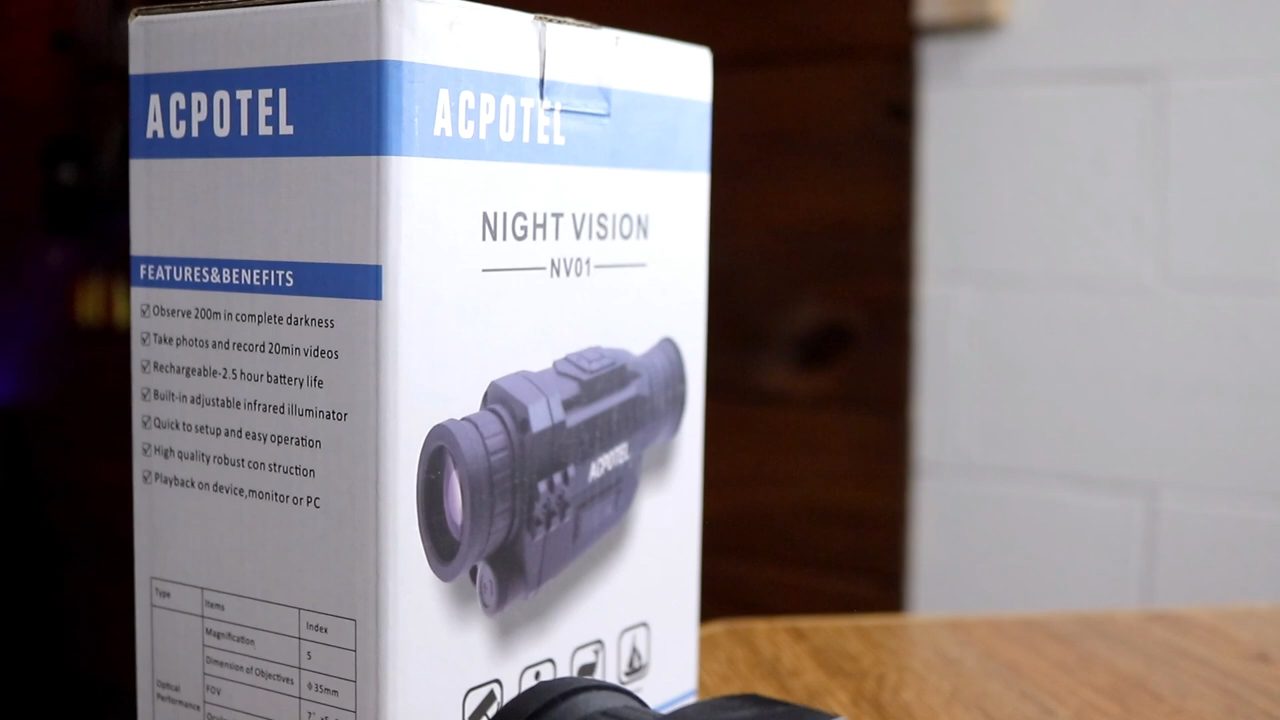 ACPOTEL
FEATURES&BENEFITS
Observe 200m in complete darkness
Take photos and record 20min videos
Rechargeable-2.5 hour battery life
Built-in adjustable infrared illuminator
Quick to setup and easy operation
High quality robust con struction
Playback on device,monitor or PC
Type Items Index
Magnification 5
Dimension of Objectives Φ35mm
Optical Performance
FOV
ACPOTEL
NIGHT VISION
NV01
ACPOTEL